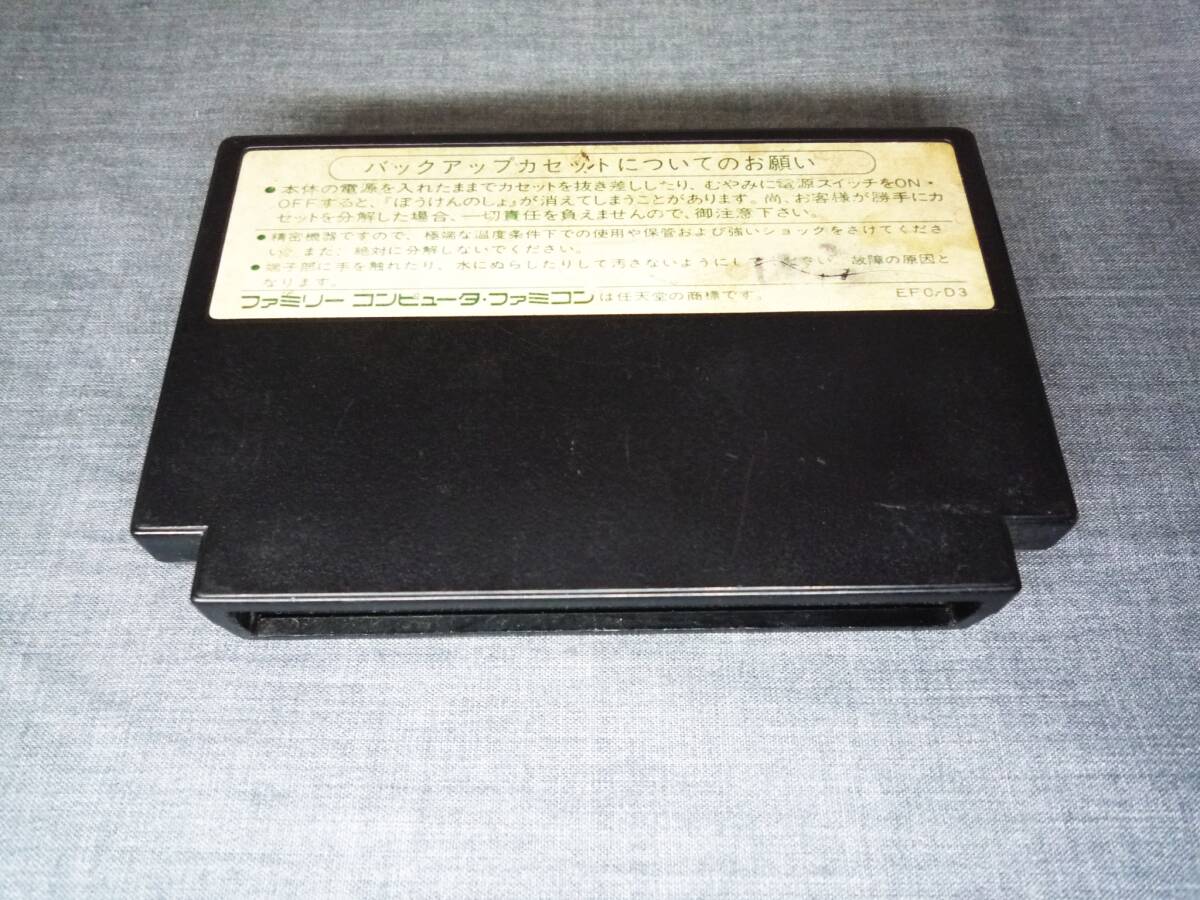 バックアップカセットについてのお願い
●本体の電源を入れたままでカセットを抜き差ししたり、むやみに電源スイッチをON・
OFFすると、『ぼうけんのしょ』が消えてしまうことがあります。尚、お客様が勝手にカ
セットを分解した場合、一切責任を負えませんので、御注意下さい。
●精密機器ですので、極端な温度条件下での使用や保管および強いショックをさけてくださ
い。また、絶対に分解しないでください。
●端子部に手を触れたり、水にぬらしたりして汚さないようにし 故障の原因と
なります。
ファミリーコンピュータ・ファミコンは任天堂の商標です。 EFC-D3